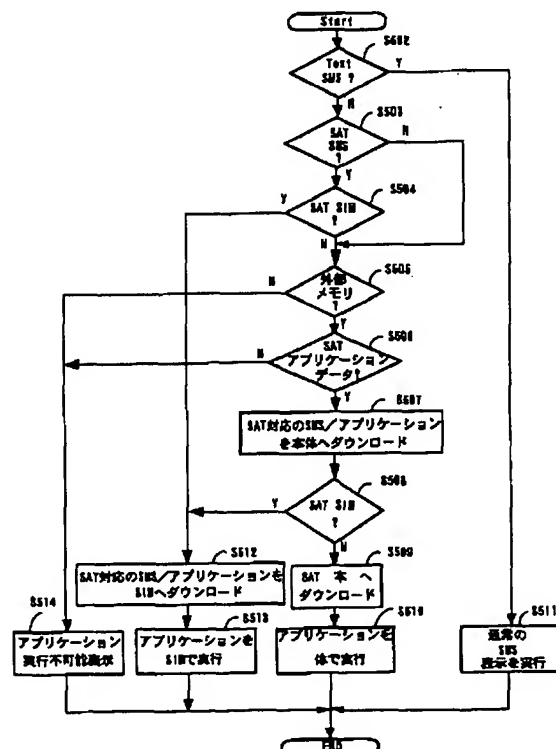 Start
S502
Text
SMS ?
Y
N
S503
SAT
SMS
?
N
Y
S504
SAT SIM
?
Y
N
S505
外部
メモリ
?
N
Y
S506
SAT
アプリケーション
データ?
N
Y
S507
SAT対応のSMS/アプリケーション
を本体へダウンロード
S508
SAT SIM
?
Y
N
S512
SAT対応のSMS/アプリケーションを
SIMへダウンロード
S509
SAT 本 へ
ダウンロード
S514
アプリケーション
実行不可能表示
S513
アプリケーションを
SIMで実行
S510
アプリケーションを
体で実行
S511
通常の
SMS
表示を実行
END